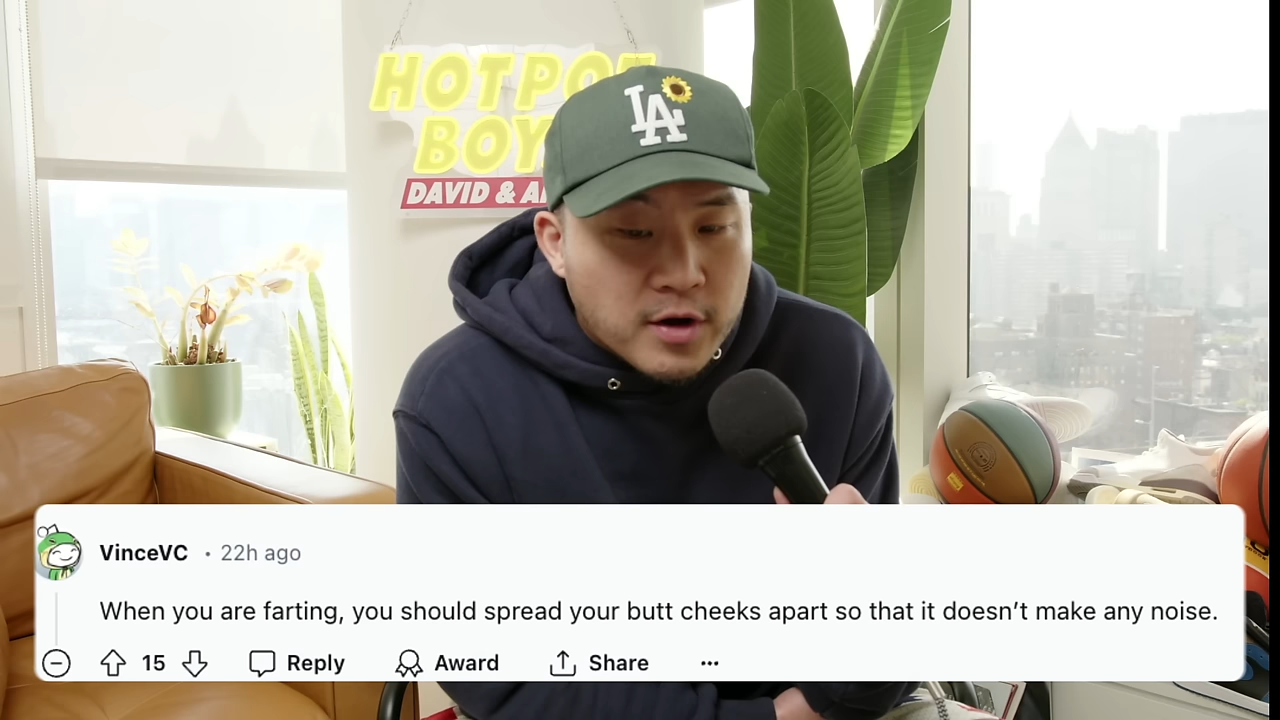 HOTPO
BOY
DAVID & A
LA
VinceVC • 22h ago
When you are farting, you should spread your butt cheeks apart so that it doesn’t make any noise.
15 Reply Award Share ...